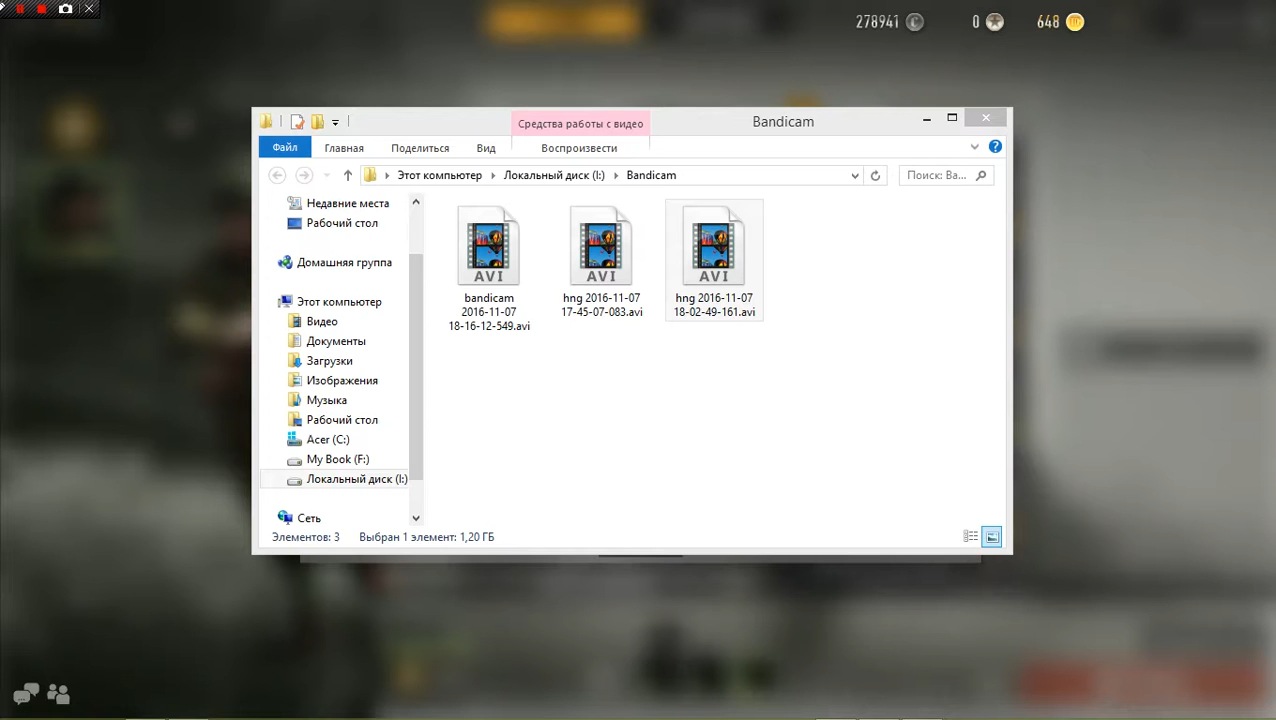 278941
0
648
Средства работы с видео
Bandicam
Файл
Главная
Поделиться
Вид
Воспроизвести
Этот компьютер
Локальный диск (I:)
Bandicam
Поиск: Ba...
Недавние места
Рабочий стол
Домашняя группа
Этот компьютер
Видео
Документы
Загрузки
Изображения
Музыка
Рабочий стол
Acer (C:)
My Book (F:)
Локальный диск (I:)
Сеть
AVI
bandicam
2016-11-07
18-16-12-549.avi
AVI
hng 2016-11-07
17-45-07-083.avi
AVI
hng 2016-11-07
18-02-49-161.avi
Элементов: 3
Выбран 1 элемент: 1,20 ГБ